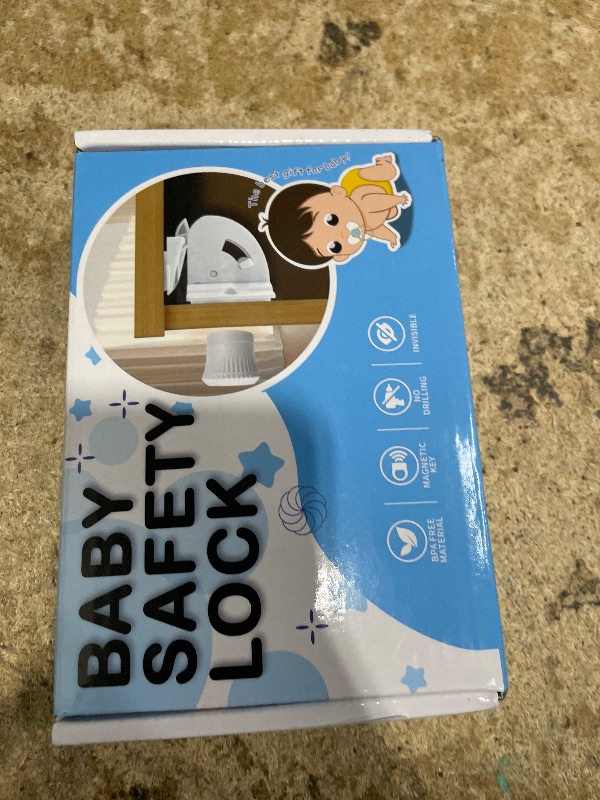 The best gift for baby!
BABY
SAFETY
LOCK
BPA FREE
MATERIAL
MAGNETIC
KEY
NO
DRILLING
INVISIBLE